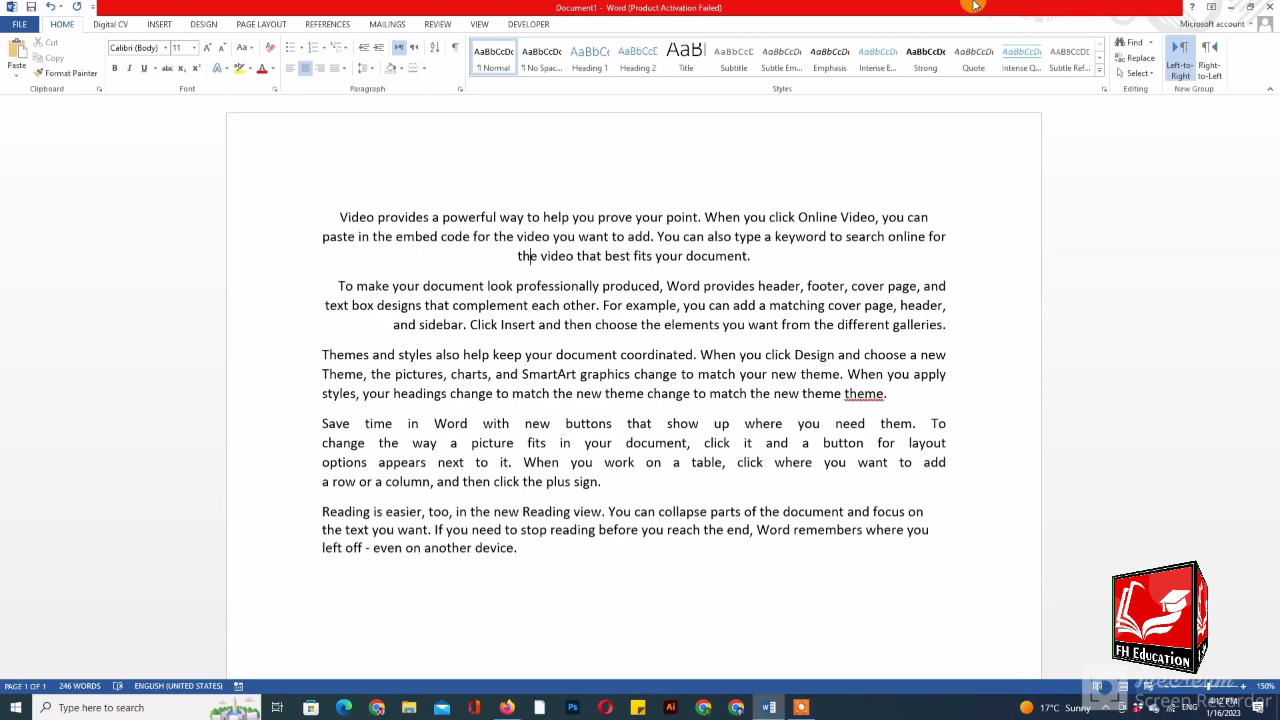 Document1 - Word (Product Activation Failed)
FILE HOME Digital CV INSERT DESIGN PAGE LAYOUT REFERENCES MAILINGS REVIEW VIEW DEVELOPER Microsoft account
Cut
Copy
Format Painter
Paste
Calibri (Body) 11
AaBbCcDc AaBbCcDc AaBbCc AaBbCcC AaBl AaBbCcC AaBbCcDc AaBbCcDc AaBbCcDc AaBbCcDc AaBbCcDc AaBbCcDc AABBCCDC
¶ Normal ¶ No Spac... Heading 1 Heading 2 Title Subtitle Subtle Em... Emphasis Intense E... Strong Quote Intense Q... Subtle Ref...
Find
Replace
Select
Left-to-Right
Right-to-Left
Clipboard Font Paragraph Styles Editing New Group
Video provides a powerful way to help you prove your point. When you click Online Video, you can
paste in the embed code for the video you want to add. You can also type a keyword to search online for
the video that best fits your document.
To make your document look professionally produced, Word provides header, footer, cover page, and
text box designs that complement each other. For example, you can add a matching cover page, header,
and sidebar. Click Insert and then choose the elements you want from the different galleries.
Themes and styles also help keep your document coordinated. When you click Design and choose a new
Theme, the pictures, charts, and SmartArt graphics change to match your new theme. When you apply
styles, your headings change to match the new theme change to match the new theme theme.
Save time in Word with new buttons that show up where you need them. To
change the way a picture fits in your document, click it and a button for layout
options appears next to it. When you work on a table, click where you want to add
a row or a column, and then click the plus sign.
Reading is easier, too, in the new Reading view. You can collapse parts of the document and focus on
the text you want. If you need to stop reading before you reach the end, Word remembers where you
left off - even on another device.
FH Education
PAGE 1 OF 1 246 WORDS ENGLISH (UNITED STATES) 150%
Type here to search
17°C Sunny ENG 4:12 PM
1/16/2023
Screen Recorder